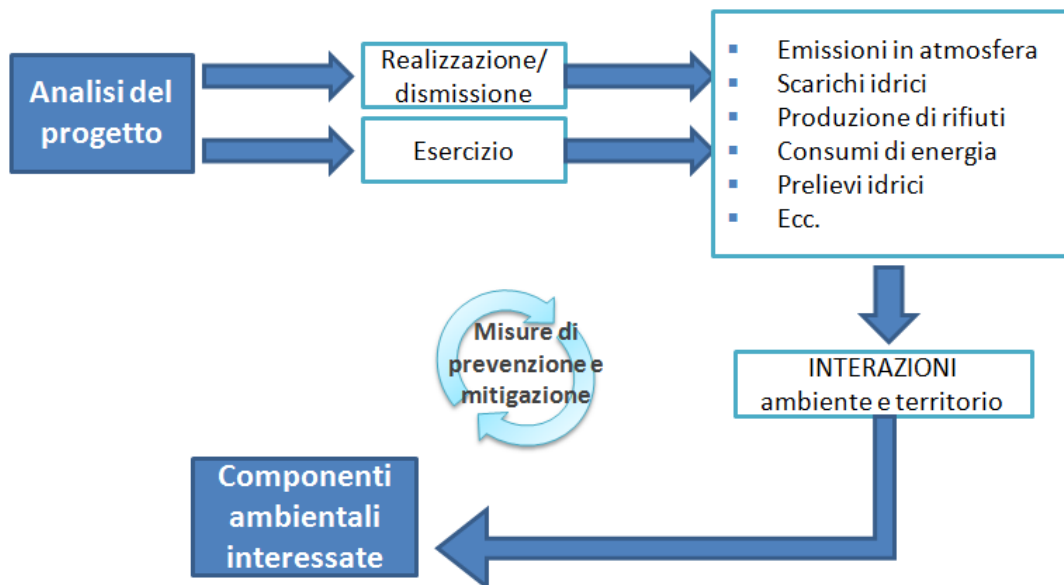 Analisi del
progetto
Realizzazione/
dismissione
Esercizio
Emissioni in atmosfera
Scarichi idrici
Produzione di rifiuti
Consumi di energia
Prelievi idrici
Ecc.
Misure di
prevenzione e
mitigazione
INTERAZIONI
ambiente e territorio
Componenti
ambientali
interessate